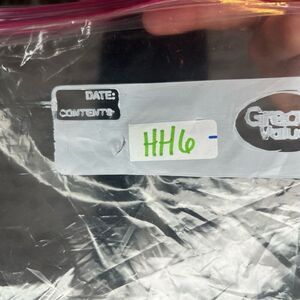 DATE:
CONTENTS
HH6
Great
Value